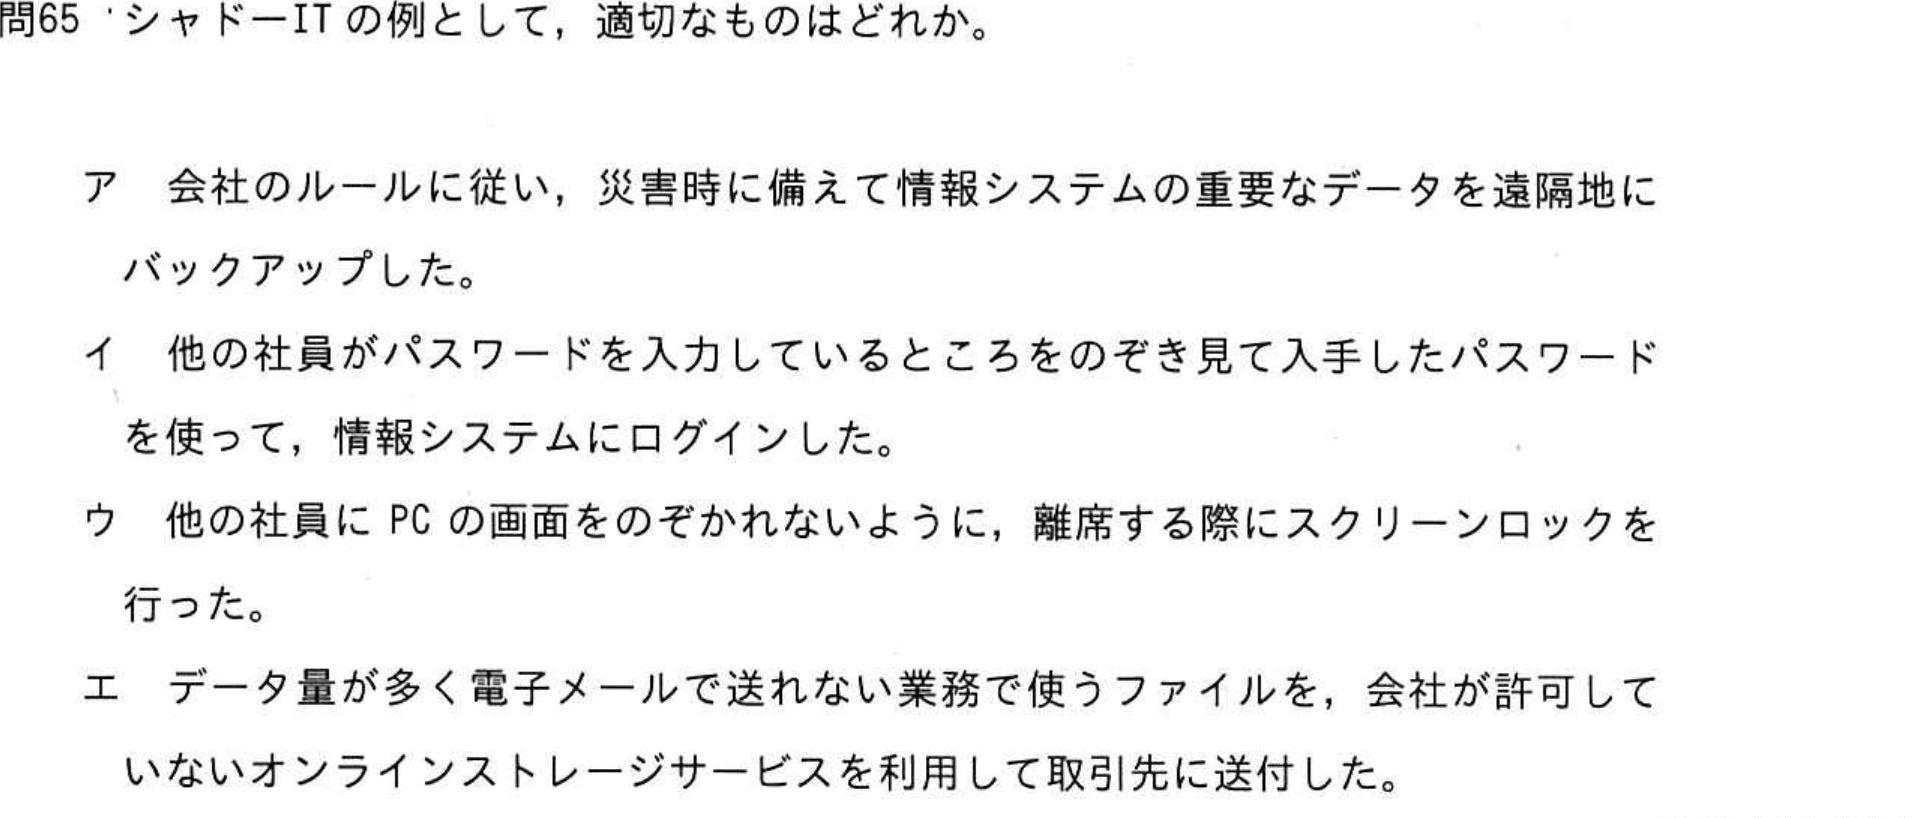 問65 シャドーIT の例として，適切なものはどれか。
ア　会社のルールに従い，災害時に備えて情報システムの重要なデータを遠隔地に
バックアップした。
イ　他の社員がパスワードを入力しているところをのぞき見て入手したパスワード
を使って，情報システムにログインした。
ウ　他の社員に PC の画面をのぞかれないように，離席する際にスクリーンロックを
行った。
エ　データ量が多く電子メールで送れない業務で使うファイルを，会社が許可して
いないオンラインストレージサービスを利用して取引先に送付した。